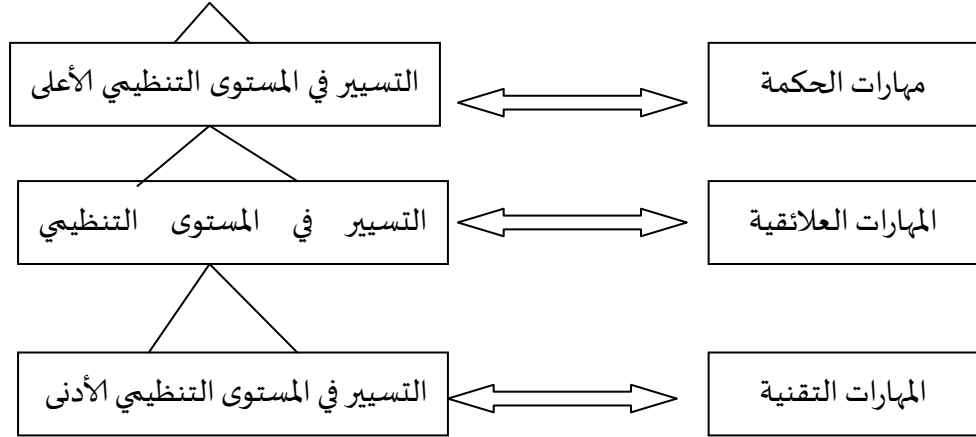 التسيير في المستوى التنظيمي الأعلى
مهارات الحكمة
التسيير في المستوى التنظيمي
المهارات العلائقية
التسيير في المستوى التنظيمي الأدنى
المهارات التقنية